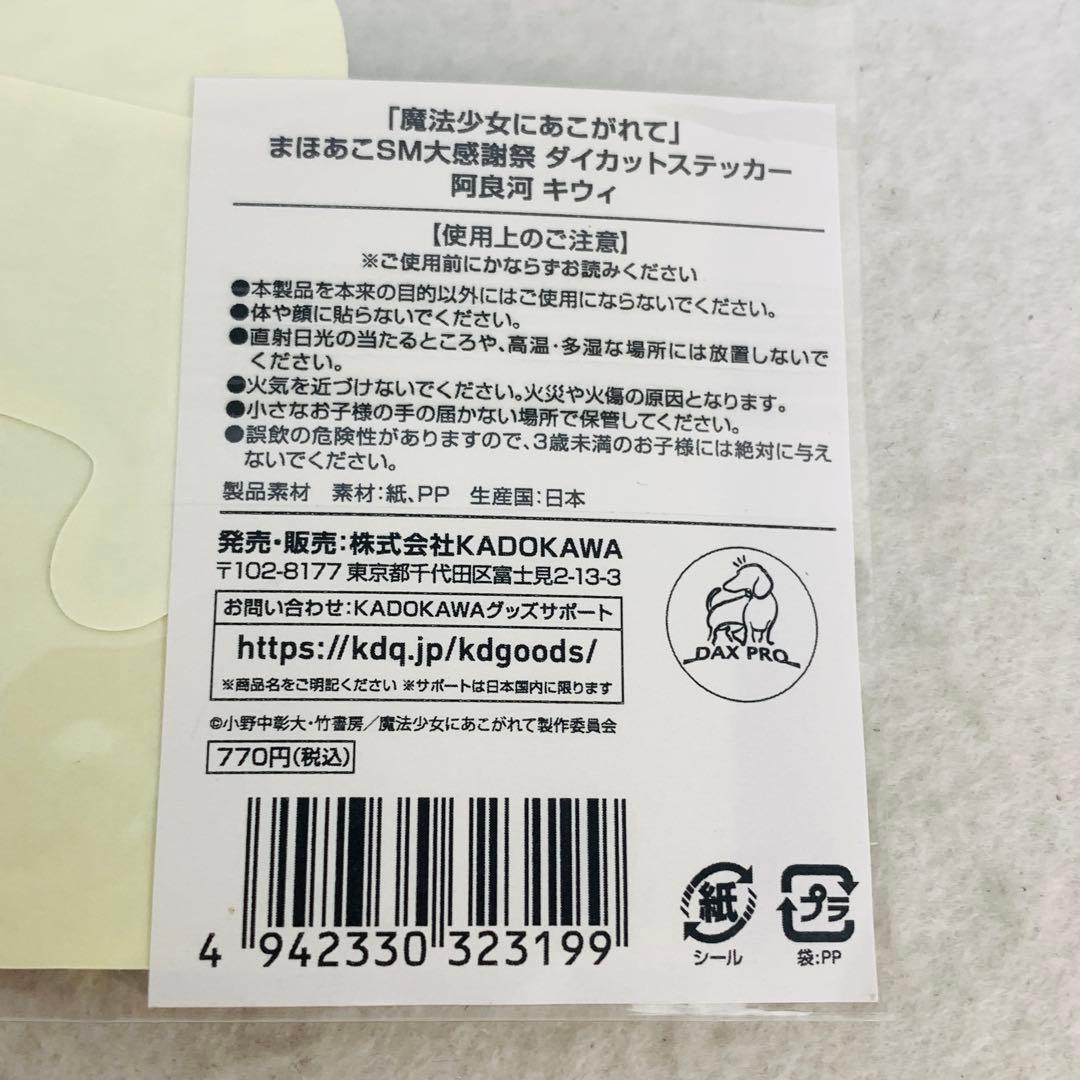 「魔法少女にあこがれて」
まほあこSM大感謝祭 ダイカットステッカー
阿良河 キウィ
【使用上のご注意】
※ご使用前にかならずお読みください
●本製品を本来の目的以外にはご使用にならないでください。
●体や顔に貼らないでください。
●直射日光の当たるところや、高温・多湿な場所には放置しないで
ください。
●火気を近づけないでください。火災や火傷の原因となります。
●小さなお子様の手の届かない場所で保管してください。
●誤飲の危険性がありますので、3歳未満のお子様には絶対に与え
ないでください。
製品素材 素材:紙、PP 生産国:日本
発売・販売:株式会社KADOKAWA
〒102-8177 東京都千代田区富士見2-13-3
お問い合わせ:KADOKAWAグッズサポート
https://kdq.jp/kdgoods/
※商品名をご明記ください ※サポートは日本国内に限ります
DAX PRO
©小野中彰大・竹書房/魔法少女にあこがれて製作委員会
770円(税込)
4 942330 323199
紙
シール
プラ
袋:PP